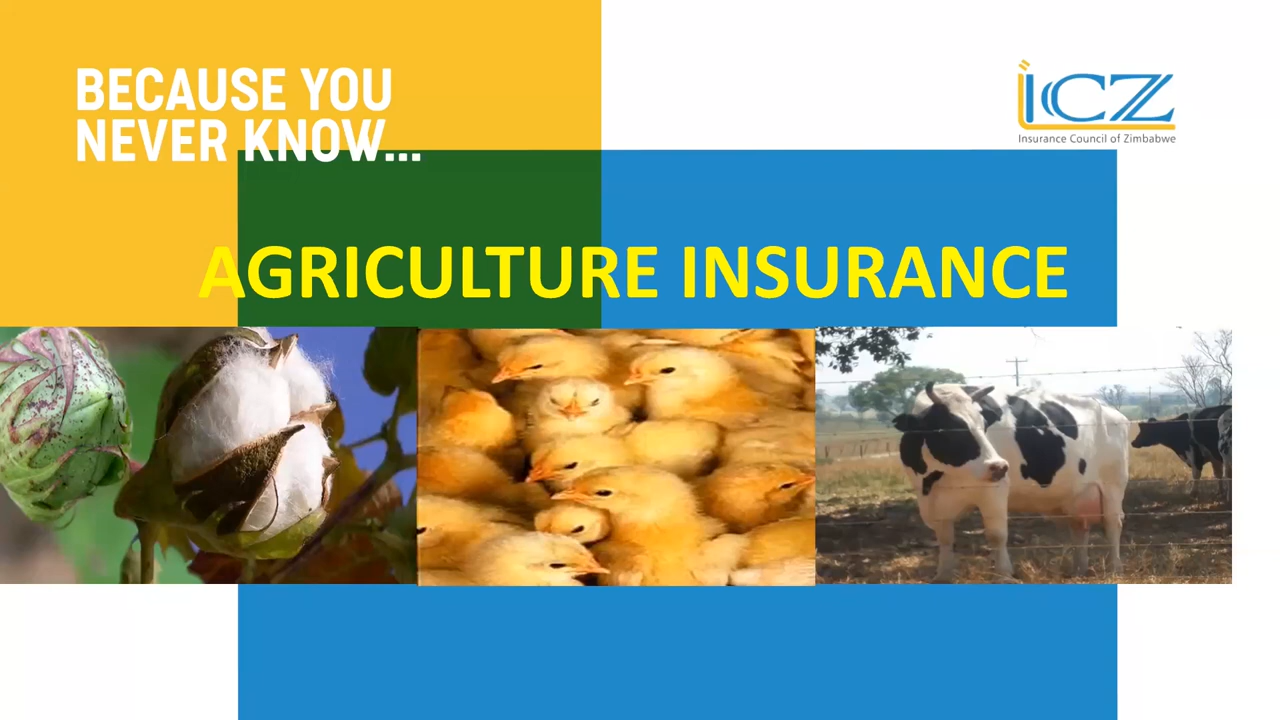 BECAUSE YOU
NEVER KNOW...
iCZ
Insurance Council of Zimbabwe
AGRICULTURE INSURANCE